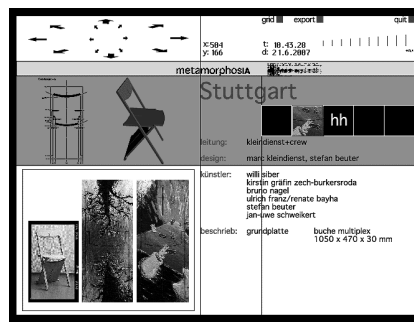 grid export quit
x:504 t: 10.43.20
y: 166 d: 21.6.2007
metamorphosIA
Stuttgart
hh
leitung: kleindienst+crew
design: marc kleindienst, stefan beuter
künstler: willi siber
kirstin gräfin zech-burkersroda
bruno nagel
ulrich franz/renate bayha
stefan beuter
jan-uwe schweikert
beschrieb: grundplatte buche multiplex
1050 x 470 x 30 mm